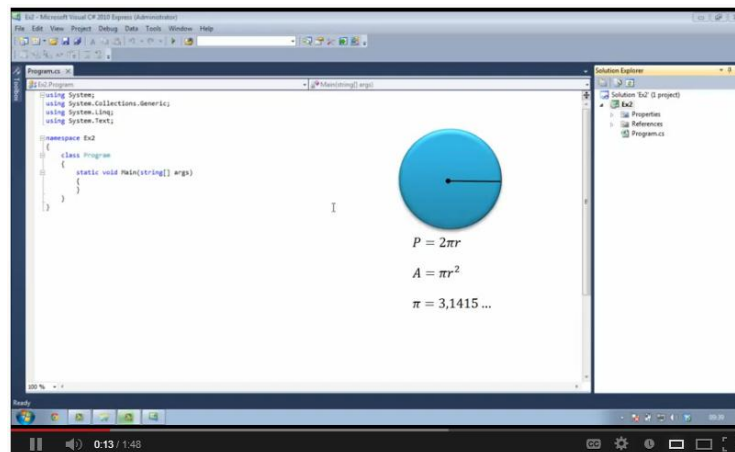 Ex2 - Microsoft Visual C# 2010 Express (Administrator)
File Edit View Project Debug Data Tools Window Help
Program.cs
Solution Explorer
Toolbox
Ex2.Program
Main(string[] args)
using System;
using System.Collections.Generic;
using System.Linq;
using System.Text;
namespace Ex2
{
class Program
{
static void Main(string[] args)
{
}
}
}
P = 2πr
A = πr²
π = 3,1415 ...
Solution 'Ex2' (1 project)
Ex2
Properties
References
Program.cs
100 %
Ready
0:13 / 1:48
CC